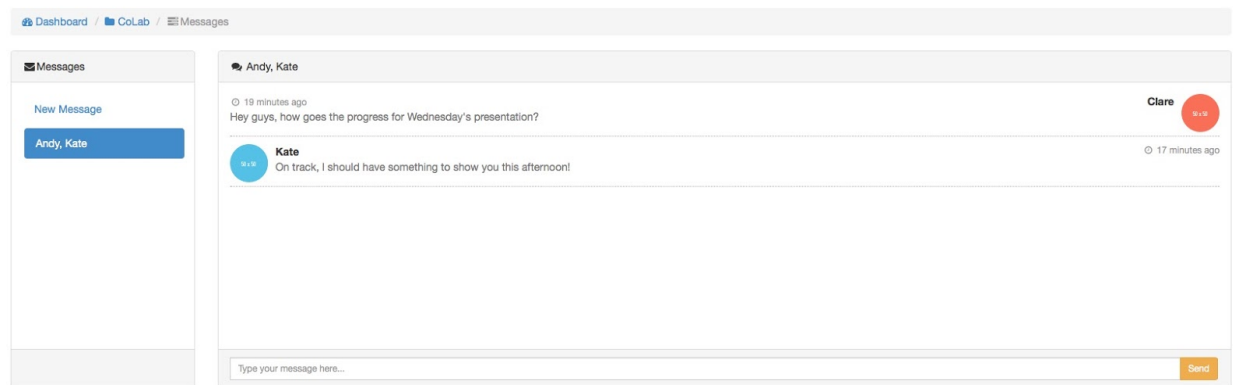 Dashboard / CoLab / Messages
Messages
New Message
Andy, Kate
Andy, Kate
19 minutes ago
Clare
Hey guys, how goes the progress for Wednesday's presentation?
Kate
17 minutes ago
On track, I should have something to show you this afternoon!
Type your message here...
Send